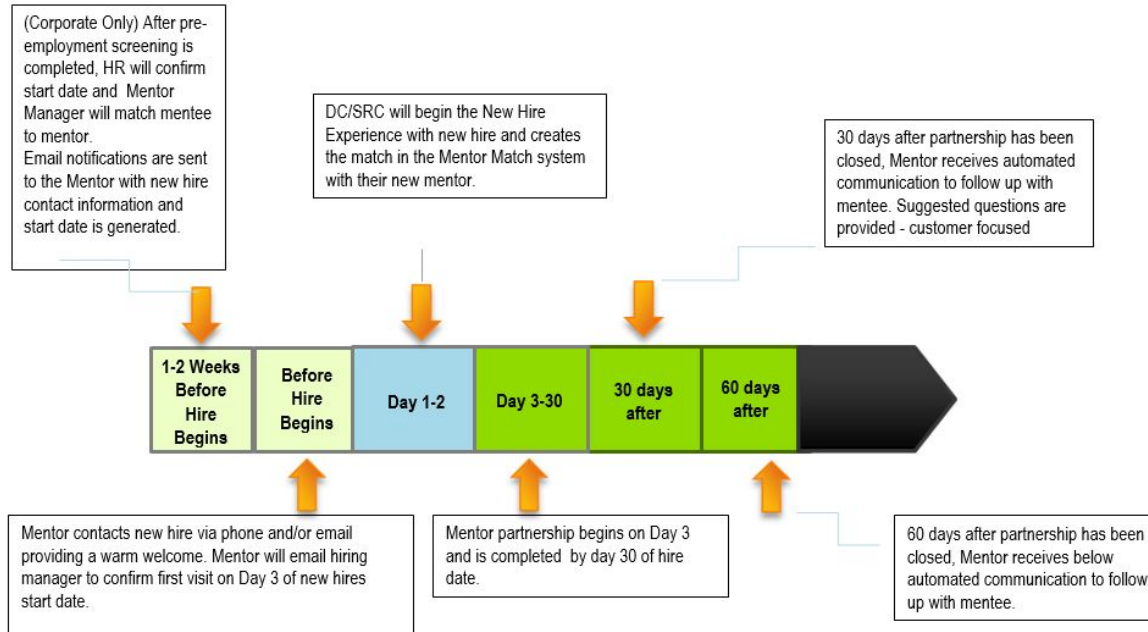 (Corporate Only) After pre-
employment screening is
completed, HR will confirm
start date and  Mentor
Manager will match mentee
to mentor.
Email notifications are sent
to the Mentor with new hire
contact information and
start date is generated.
DC/SRC will begin the New Hire
Experience with new hire and creates
the match in the Mentor Match system
with their new mentor.
30 days after partnership has been
closed, Mentor receives automated
communication to follow up with
mentee. Suggested questions are
provided - customer focused
1-2 Weeks
Before
Hire
Begins
Before
Hire
Begins
Day 1-2
Day 3-30
30 days
after
60 days
after
Mentor contacts new hire via phone and/or email
providing a warm welcome. Mentor will email hiring
manager to confirm first visit on Day 3 of new hires
start date.
Mentor partnership begins on Day 3
and is completed  by day 30 of hire
date.
60 days after partnership has been
closed, Mentor receives below
automated communication to follow
up with mentee.